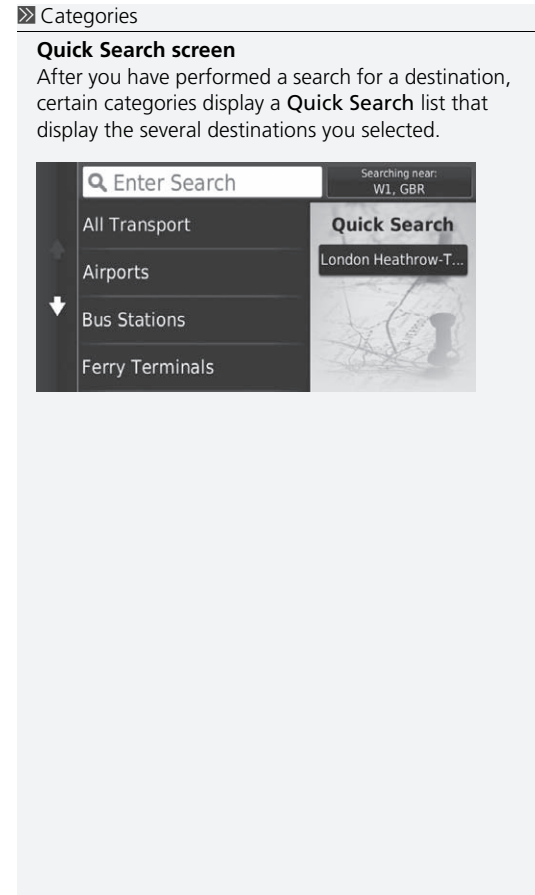 Categories
Quick Search screen
After you have performed a search for a destination,
certain categories display a Quick Search list that
display the several destinations you selected.
Enter Search
Searching near:
W1, GBR
All Transport
Airports
Bus Stations
Ferry Terminals
Quick Search
London Heathrow-T...